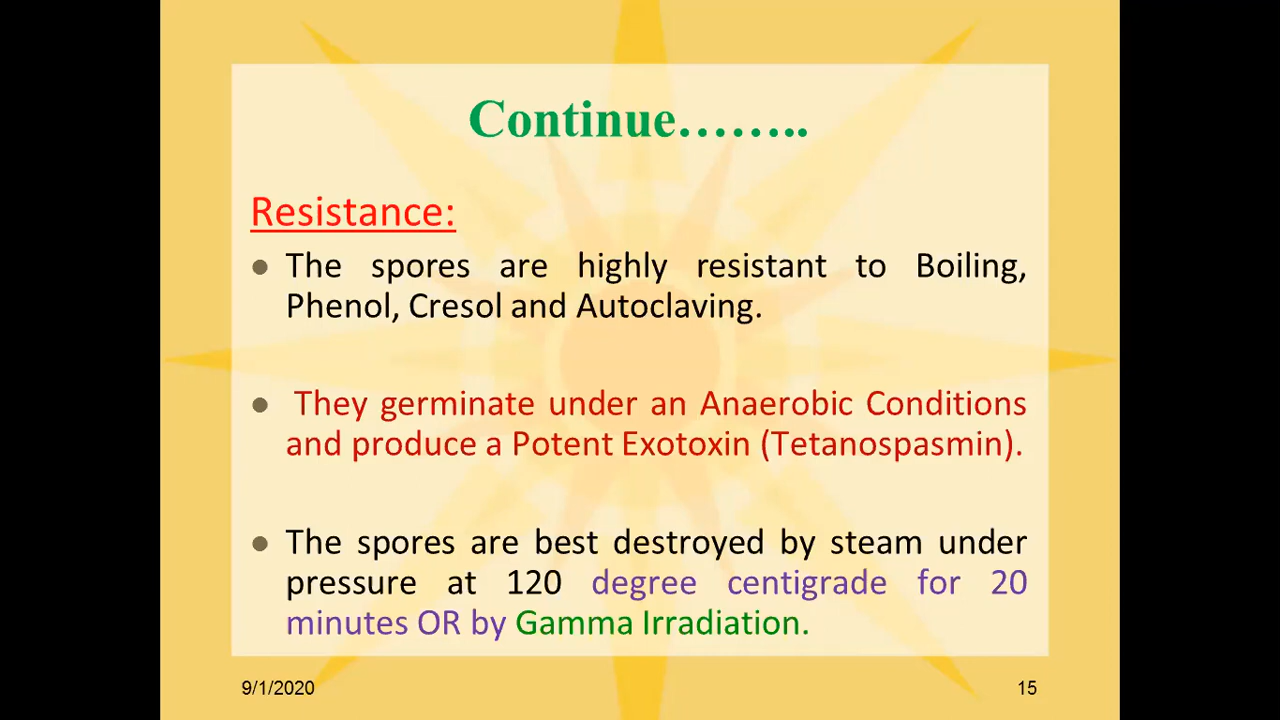 Continue……..
Resistance:
● The spores are highly resistant to Boiling,
Phenol, Cresol and Autoclaving.
● They germinate under an Anaerobic Conditions
and produce a Potent Exotoxin (Tetanospasmin).
● The spores are best destroyed by steam under
pressure at 120 degree centigrade for 20
minutes OR by Gamma Irradiation.
9/1/2020
15